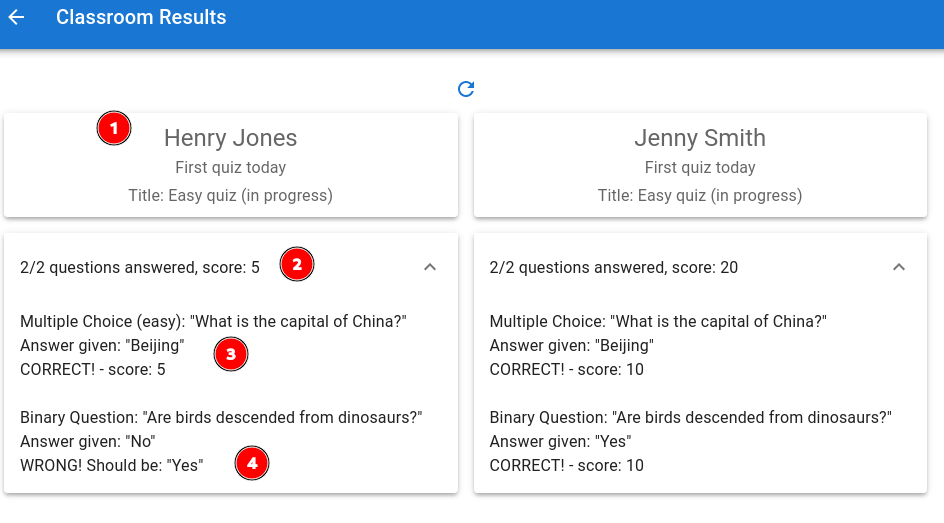 Classroom Results
1
Henry Jones
First quiz today
Title: Easy quiz (in progress)
2/2 questions answered, score: 5
2
Multiple Choice (easy): "What is the capital of China?"
Answer given: "Beijing"
3
CORRECT! - score: 5
Binary Question: "Are birds descended from dinosaurs?"
Answer given: "No"
WRONG! Should be: "Yes"
4
Jenny Smith
First quiz today
Title: Easy quiz (in progress)
2/2 questions answered, score: 20
Multiple Choice: "What is the capital of China?"
Answer given: "Beijing"
CORRECT! - score: 10
Binary Question: "Are birds descended from dinosaurs?"
Answer given: "Yes"
CORRECT! - score: 10